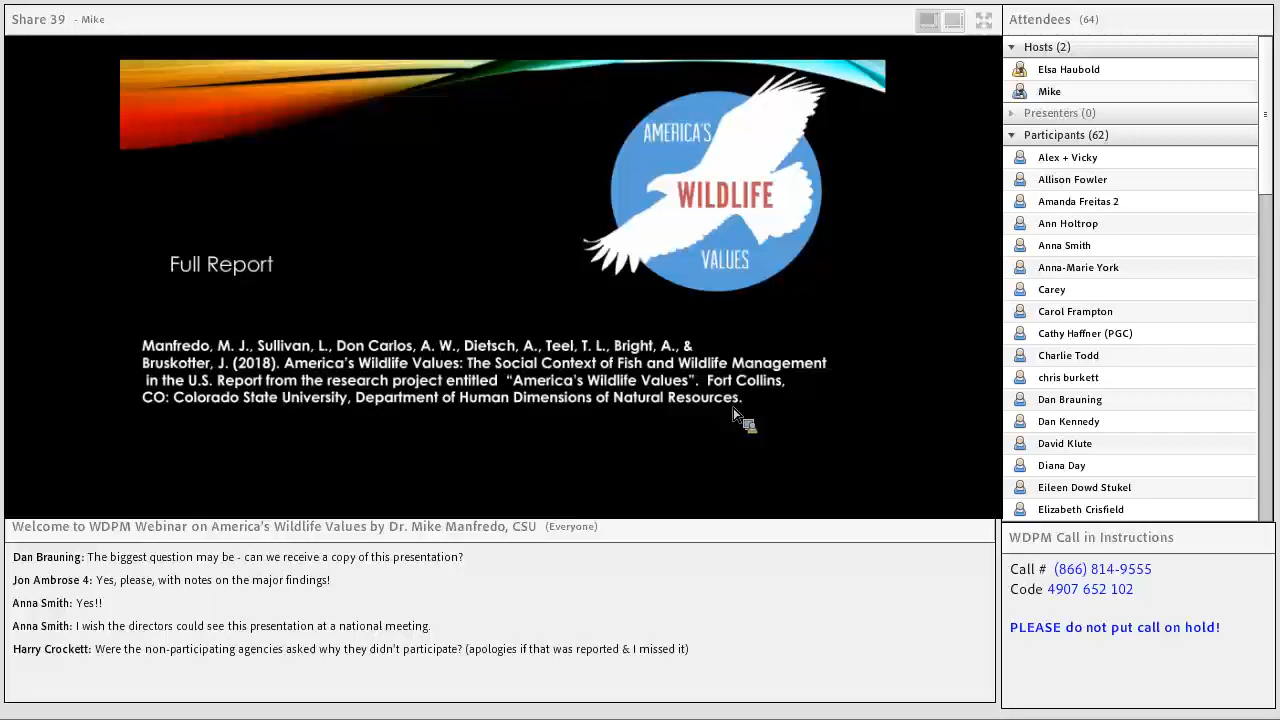 Share 39 - Mike
AMERICA'S
WILDLIFE
VALUES
Full Report
Manfredo, M. J., Sullivan, L., Don Carlos, A. W., Dietsch, A., Teel, T. L., Bright, A., &
Bruskotter, J. (2018). America's Wildlife Values: The Social Context of Fish and Wildlife Management
in the U.S. Report from the research project entitled "America's Wildlife Values". Fort Collins,
CO: Colorado State University, Department of Human Dimensions of Natural Resources.
Welcome to WDPM Webinar on America's Wildlife Values by Dr. Mike Manfredo, CSU (Everyone)
Dan Brauning: The biggest question may be - can we receive a copy of this presentation?
Jon Ambrose 4: Yes, please, with notes on the major findings!
Anna Smith: Yes!!
Anna Smith: I wish the directors could see this presentation at a national meeting.
Harry Crockett: Were the non-participating agencies asked why they didn't participate? (apologies if that was reported & I missed it)
Attendees (64)
Hosts (2)
Elsa Haubold
Mike
Presenters (0)
Participants (62)
Alex + Vicky
Allison Fowler
Amanda Freitas 2
Ann Holtrop
Anna Smith
Anna-Marie York
Carey
Carol Frampton
Cathy Haffner (PGC)
Charlie Todd
chris burkett
Dan Brauning
Dan Kennedy
David Klute
Diana Day
Eileen Dowd Stukel
Elizabeth Crisfield
WDPM Call in Instructions
Call # (866) 814-9555
Code 4907 652 102
PLEASE do not put call on hold!